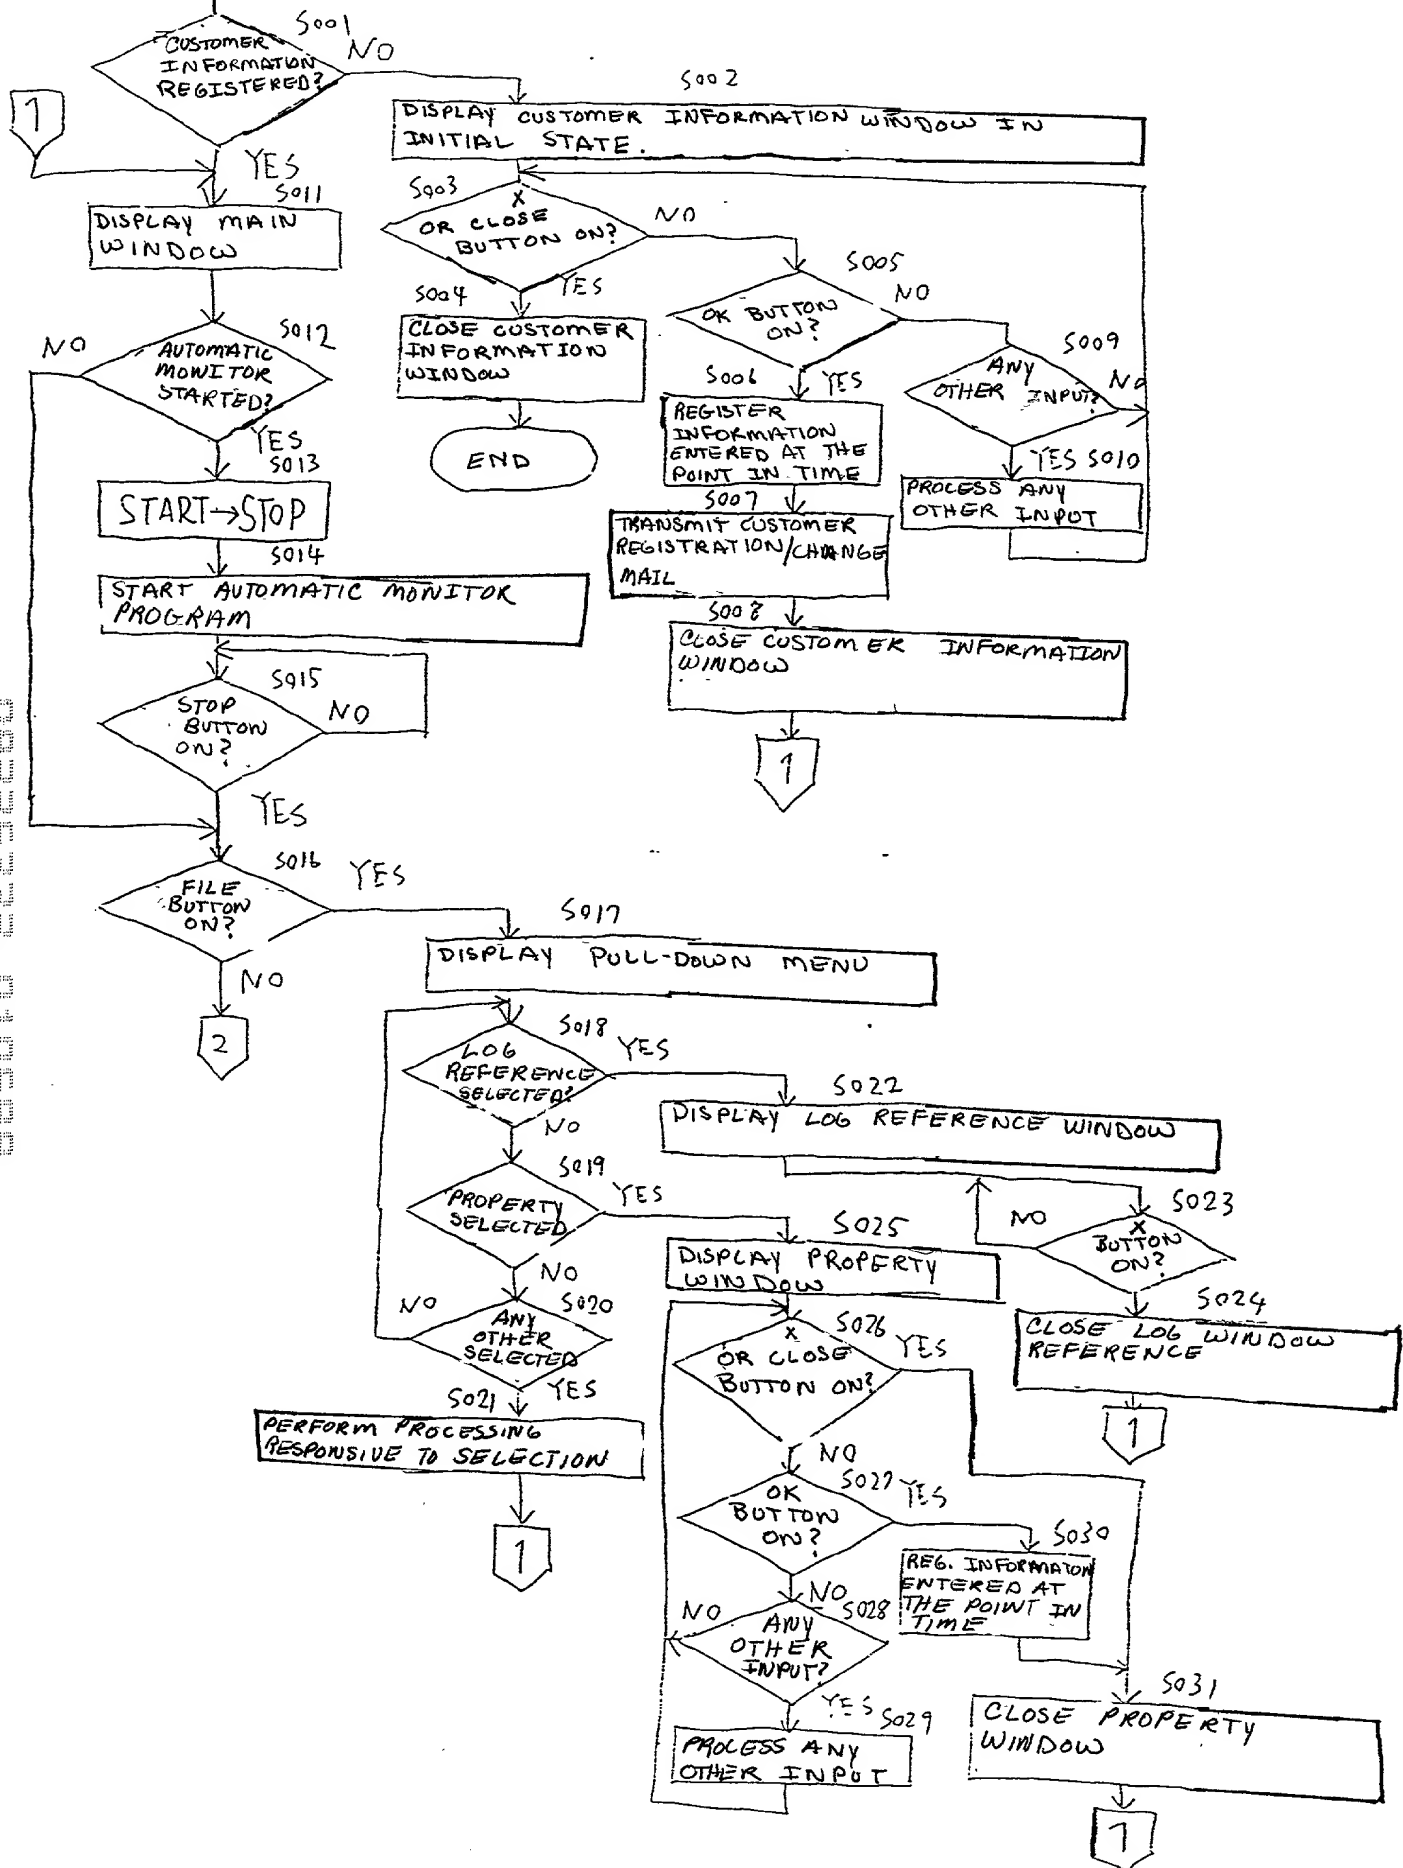 S001
CUSTOMER
INFORMATION
REGISTERED?
NO
1
YES
S002
DISPLAY CUSTOMER INFORMATION WINDOW IN
INITIAL STATE.
S011
DISPLAY MAIN
WINDOW
S003
X
OR CLOSE
BUTTON ON?
NO
YES
S004
CLOSE CUSTOMER
INFORMATION
WINDOW
END
S005
OK BUTTON
ON?
NO
YES
S006
REGISTER
INFORMATION
ENTERED AT THE
POINT IN TIME
S009
ANY
OTHER INPUT?
NO
YES S010
PROCESS ANY
OTHER INPUT
S007
TRANSMIT CUSTOMER
REGISTRATION/CHANGE
MAIL
S008
CLOSE CUSTOMER INFORMATION
WINDOW
1
S012
NO
AUTOMATIC
MONITOR
STARTED?
YES
S013
START→STOP
S014
START AUTOMATIC MONITOR
PROGRAM
S015
STOP
BUTTON
ON?
NO
YES
S016
FILE
BUTTON
ON?
YES
NO
2
S017
DISPLAY PULL-DOWN MENU
S018
LOG
REFERENCE
SELECTED?
YES
NO
S022
DISPLAY LOG REFERENCE WINDOW
S019
PROPERTY
SELECTED
YES
NO
S023
X
BUTTON
ON?
NO
S024
CLOSE LOG WINDOW
REFERENCE
1
S025
DISPLAY PROPERTY
WINDOW
NO
S020
ANY
OTHER
SELECTED
YES
S021
PERFORM PROCESSING
RESPONSIVE TO SELECTION
1
S026
X
OR CLOSE
BUTTON ON?
YES
NO
S027
OK
BUTTON
ON?
YES
NO
S030
REG. INFORMATON
ENTERED AT
THE POINT IN
TIME
S028
NO
ANY
OTHER
INPUT?
YES
S029
PROCESS ANY
OTHER INPUT
S031
CLOSE PROPERTY
WINDOW
1